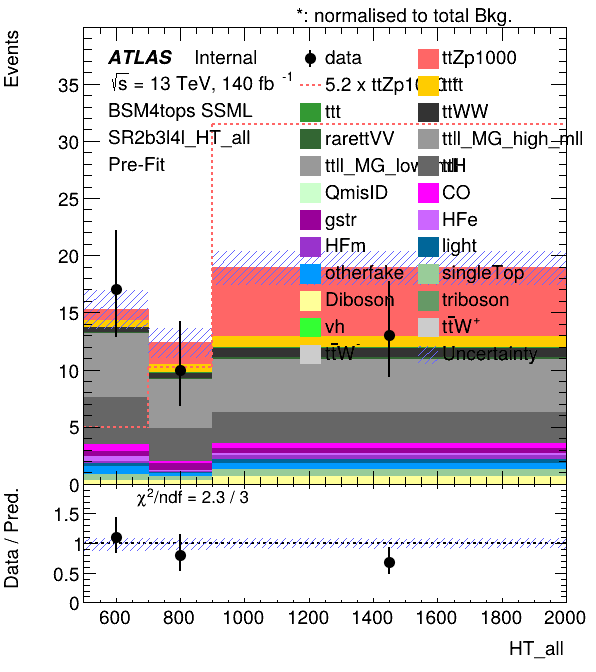 *: normalised to total Bkg.
Events
ATLAS Internal
√s = 13 TeV, 140 fb -1
BSM4tops SSML
SR2b3l4l_HT_all
Pre-Fit
data
ttZp1000
5.2 x ttZp1000
tttt
ttt
ttWW
rarettVV
ttll_MG_high_mll
ttll_MG_low_mll
ttH
QmisID
CO
gstr
HFe
HFm
light
otherfake
singleTop
Diboson
triboson
vh
tt̄W+
tt̄W-
Uncertainty
35
30
25
20
15
10
5
0
χ2/ndf = 2.3 / 3
Data / Pred.
1.5
1
0.5
0
600 800 1000 1200 1400 1600 1800 2000
HT_all